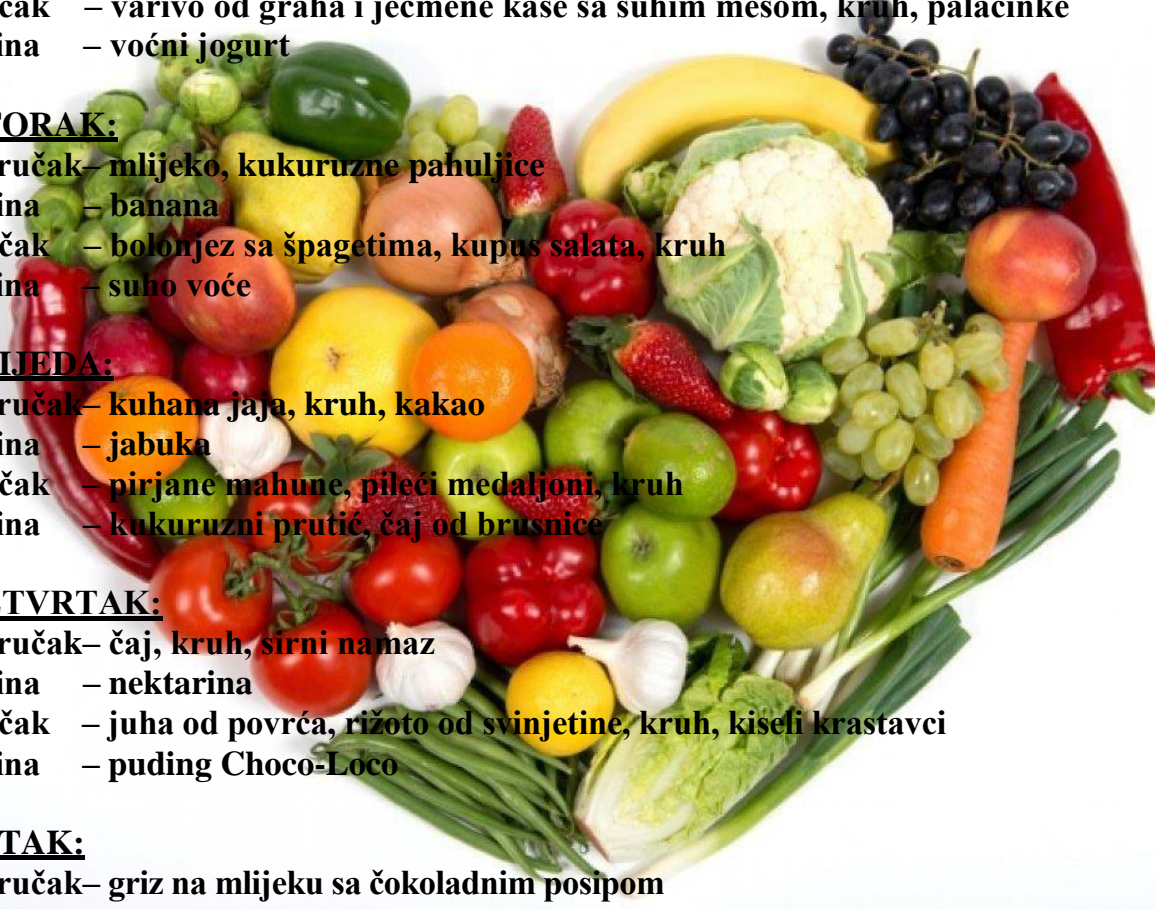 čak – varivo od graha i ječmene kaše sa suhim mesom, kruh, palačinke
ina – voćni jogurt
TORAK:
ručak– mlijeko, kukuruzne pahuljice
ina – banana
čak – bolonjez sa špagetima, kupus salata, kruh
ina – suho voće
IJEDA:
ručak– kuhana jaja, kruh, kakao
ina – jabuka
čak – pirjane mahune, pileći medaljoni, kruh
ina – kukuruzni prutić, čaj od brusnice
ETVRTAK:
ručak– čaj, kruh, sirni namaz
ina – nektarina
čak – juha od povrća, rižoto od svinjetine, kruh, kiseli krastavci
ina – puding Choco-Loco
TAK:
ručak– griz na mlijeku sa čokoladnim posipom